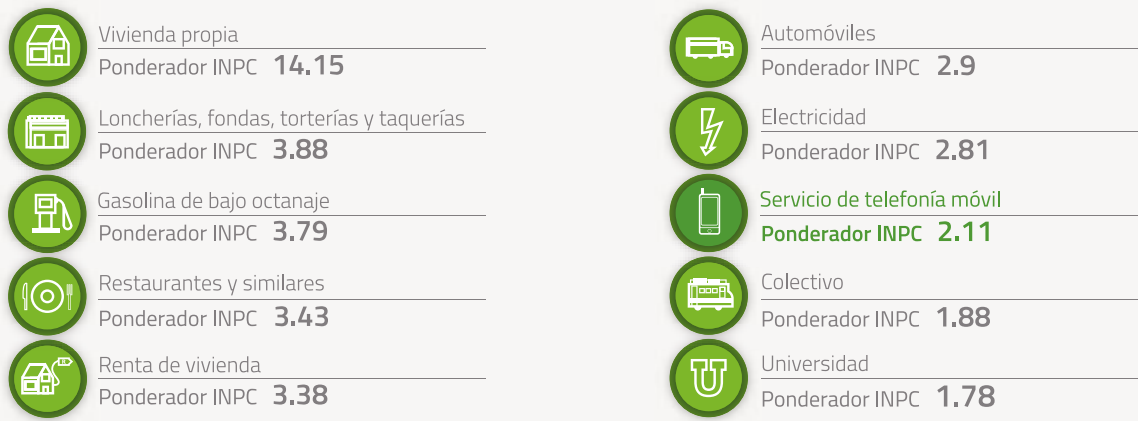 Vivienda propia
Ponderador INPC 14.15
Loncherías, fondas, torterías y taquerías
Ponderador INPC 3.88
Gasolina de bajo octanaje
Ponderador INPC 3.79
Restaurantes y similares
Ponderador INPC 3.43
Renta de vivienda
Ponderador INPC 3.38
Automóviles
Ponderador INPC 2.9
Electricidad
Ponderador INPC 2.81
Servicio de telefonía móvil
Ponderador INPC 2.11
Colectivo
Ponderador INPC 1.88
Universidad
Ponderador INPC 1.78